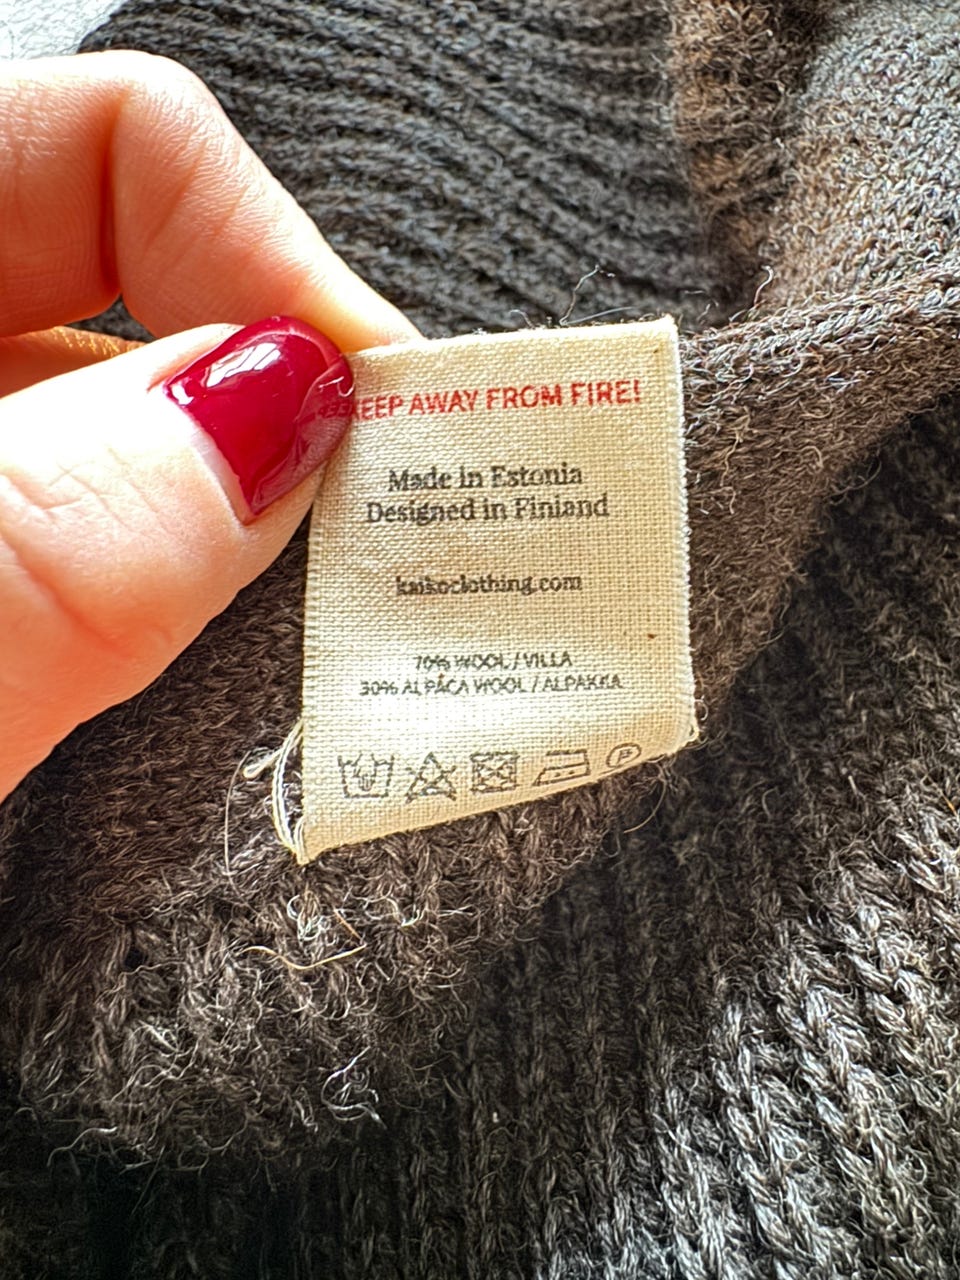 KEEP AWAY FROM FIRE!
Made in Estonia
Designed in Finland
kaikoclothing.com
70% WOOL / VILLA
30% ALPACA WOOL / ALPAKKA
P